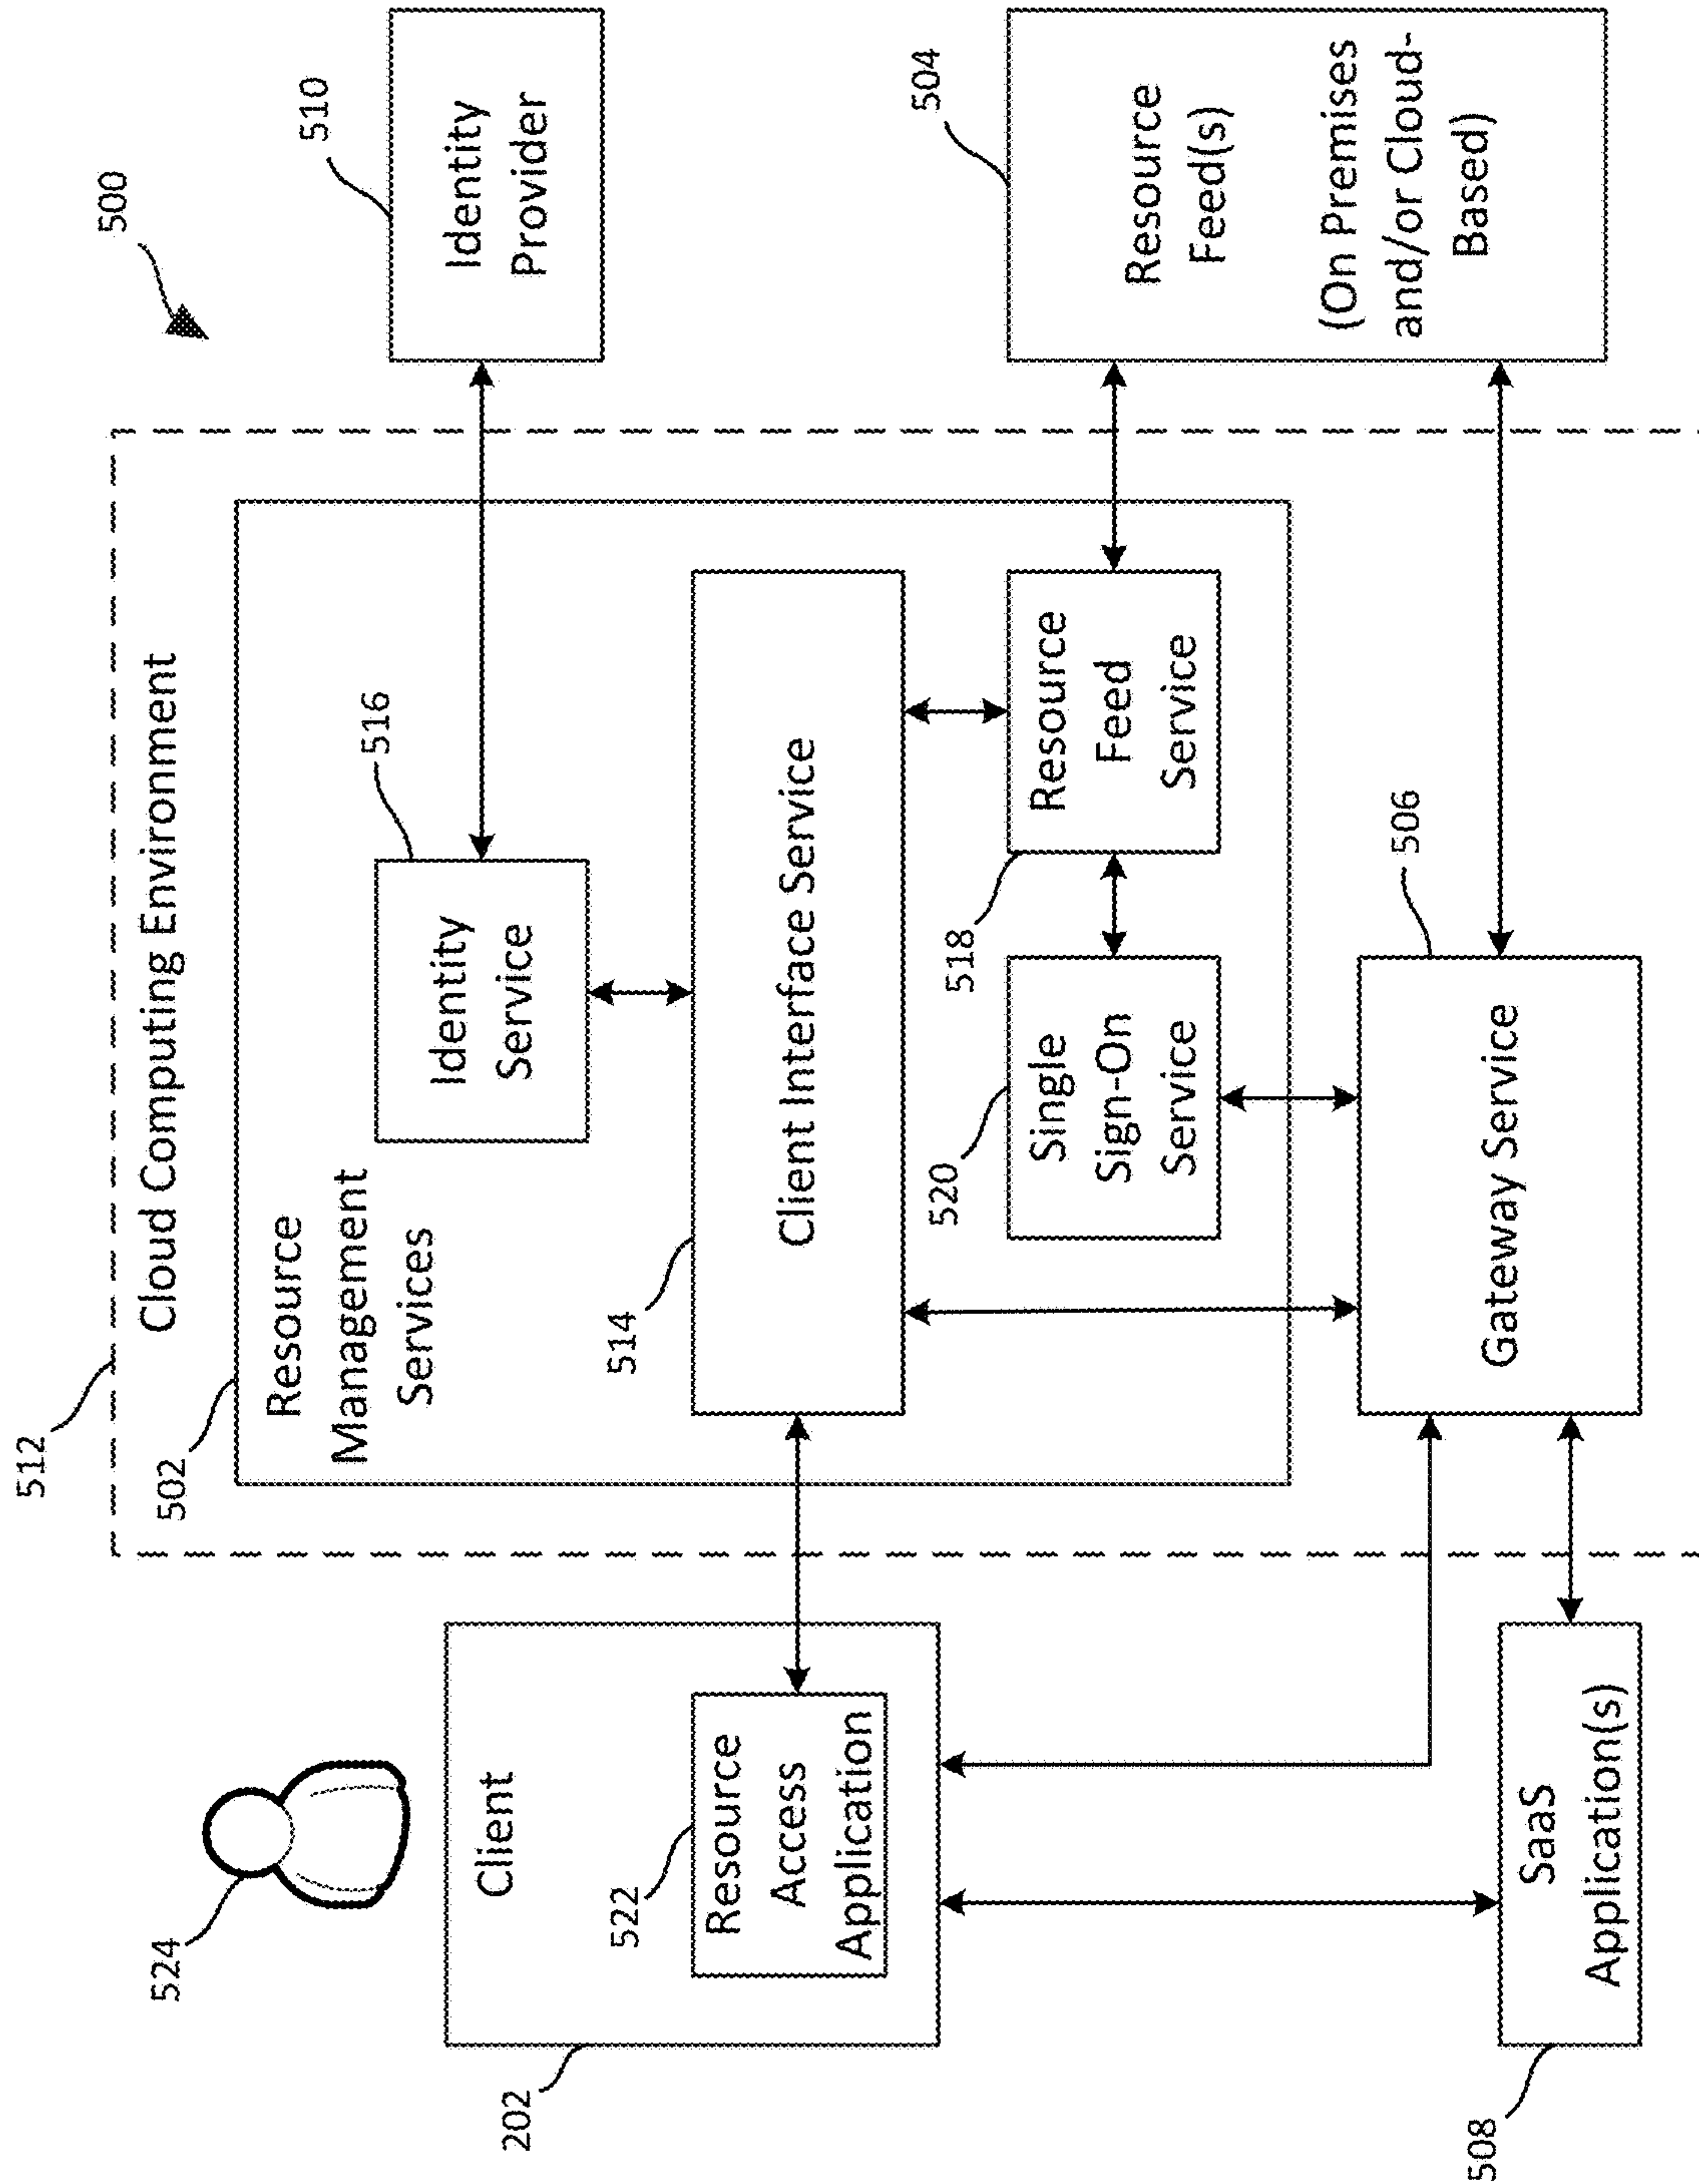 500
512
Cloud Computing Environment
502
Resource
Management
Services
524
Client
202
522
Resource
Access
Application
516
Identity
Service
510
Identity
Provider
514
Client Interface Service
520
Single
Sign-On
Service
518
Resource
Feed
Service
504
Resource
Feed(s)
(On Premises
and/or Cloud-
Based)
506
Gateway Service
508
SaaS
Application(s)